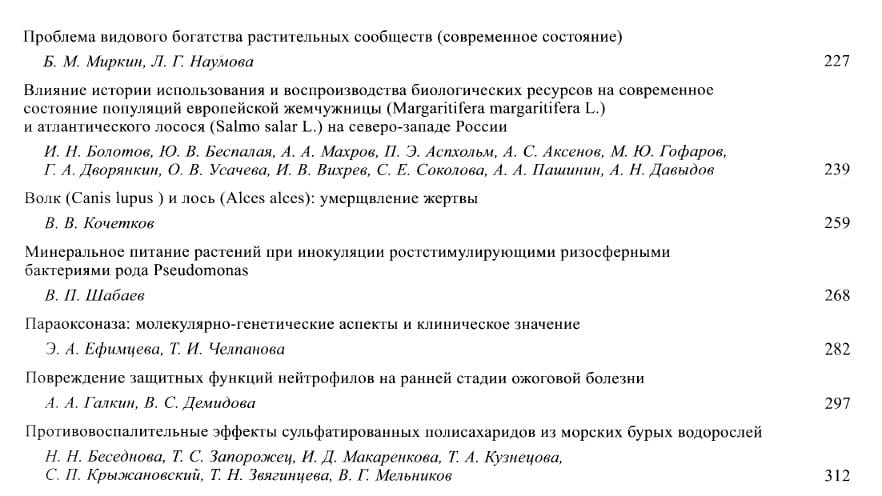 Проблема видового богатства растительных сообществ (современное состояние)
Б. М. Миркин, Л. Г. Наумова 227
Влияние истории использования и воспроизводства биологических ресурсов на современное
состояние популяций европейской жемчужницы (Margaritifera margaritifera L.)
и атлантического лосося (Salmo salar L.) на северо-западе России
И. Н. Болотов, Ю. В. Беспалая, А. А. Махров, П. Э. Аспхольм, А. С. Аксенов, М. Ю. Гофаров,
Г. А. Дворянкин, О. В. Усачева, И. В. Вихрев, С. Е. Соколова, А. А. Пашинин, А. Н. Давыдов 239
Волк (Canis lupus ) и лось (Alces alces): умерщвление жертвы
В. В. Кочетков 259
Минеральное питание растений при инокуляции ростстимулирующими ризосферными
бактериями рода Pseudomonas
В. П. Шабаев 268
Параоксоназа: молекулярно-генетические аспекты и клиническое значение
Э. А. Ефимцева, Т. И. Челпанова 282
Повреждение защитных функций нейтрофилов на ранней стадии ожоговой болезни
А. А. Галкин, В. С. Демидова 297
Противовоспалительные эффекты сульфатированных полисахаридов из морских бурых водорослей
Н. Н. Беседнова, Т. С. Запорожец, И. Д. Макаренкова, Т. А. Кузнецова,
С. П. Крыжановский, Т. Н. Звягинцева, В. Г. Мельников 312